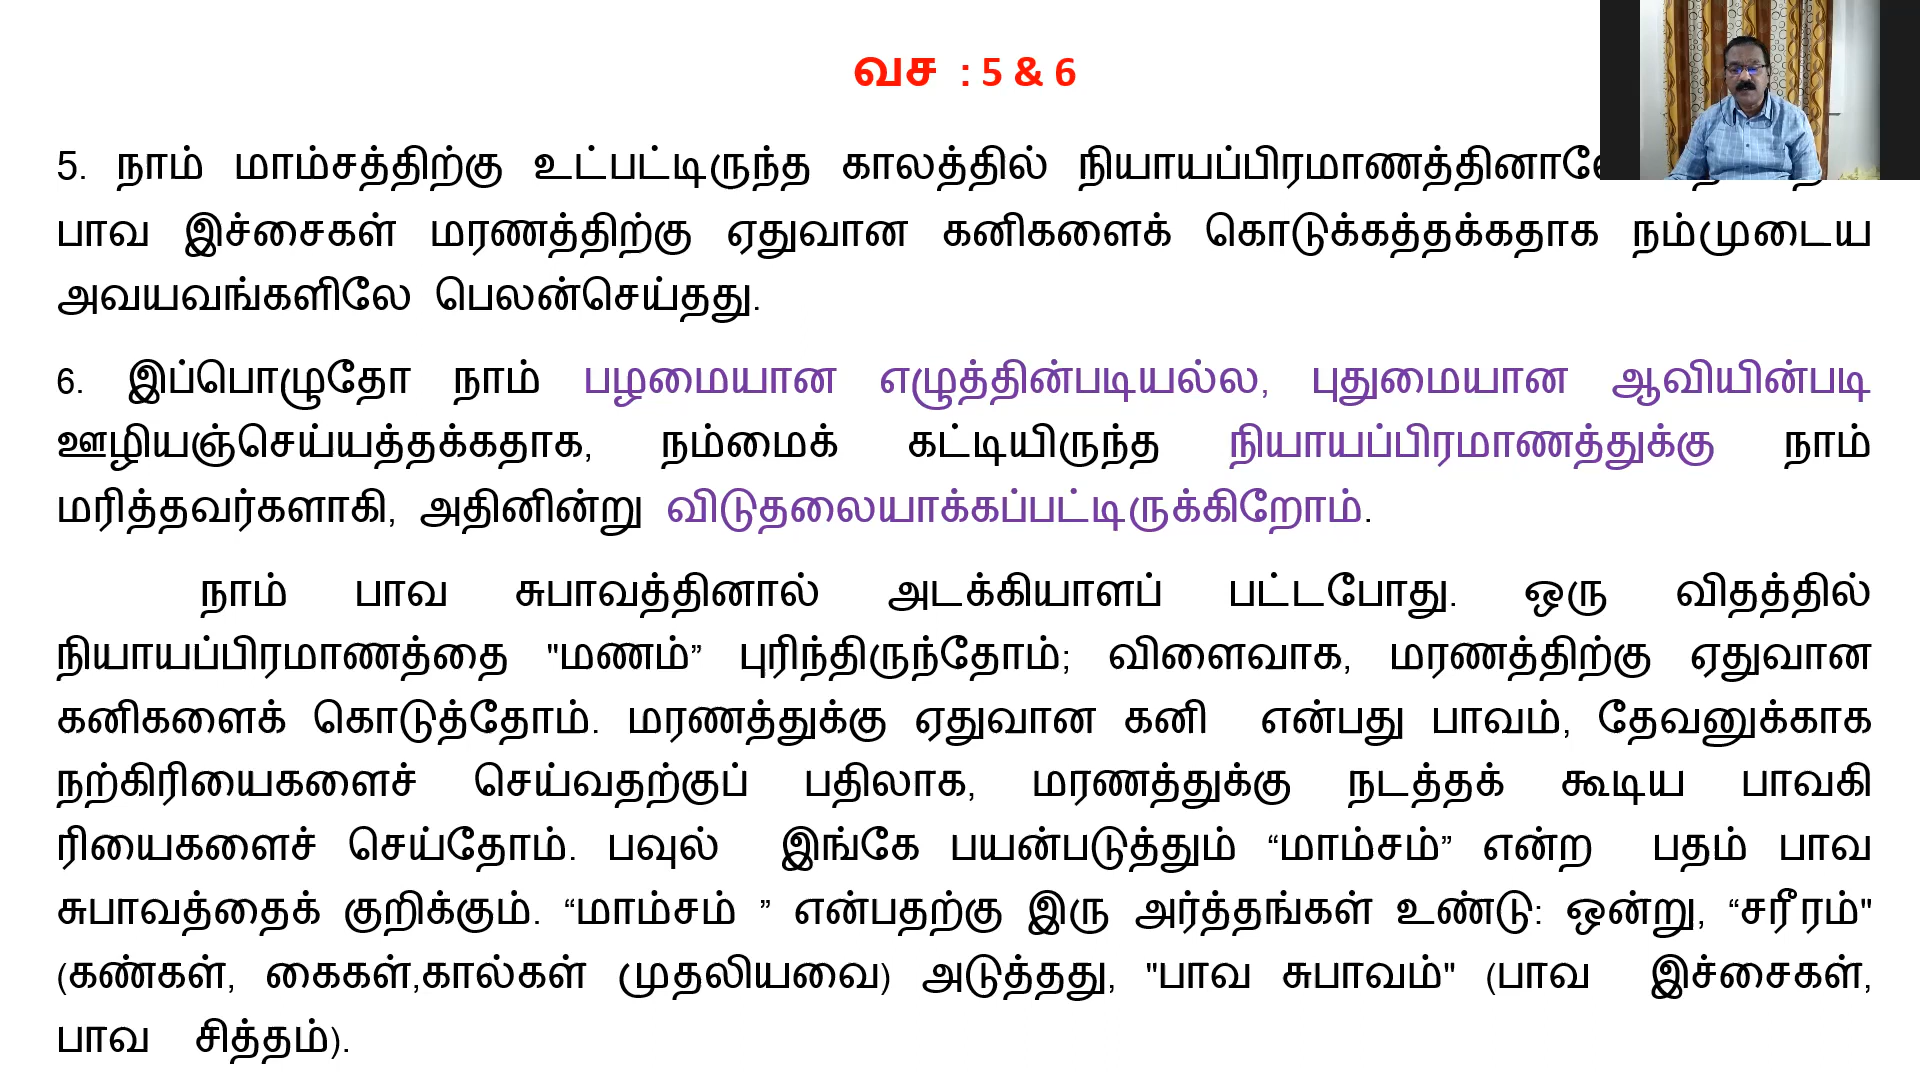 வச : 5 & 6
5. நாம் மாம்சத்திற்கு உட்பட்டிருந்த காலத்தில்
பாவ இச்சைகள் மரணத்திற்கு ஏதுவான கனிகளைக் கொடுக்கத்தக்கதாக நம்முடைய
அவயவங்களிலே பெலன்செய்தது.
6. இப்பொழுதோ நாம் பழமையான எழுத்தின்படியல்ல, புதுமையான ஆவியின்படி
ஊழியஞ்செய்யத்தக்கதாக, நம்மைக் கட்டியிருந்த நியாயப்பிரமாணத்துக்கு நாம்
மரித்தவர்களாகி, அதினின்று விடுதலையாக்கப்பட்டிருக்கிறோம்.
நாம் பாவ சுபாவத்தினால் அடக்கியாளப் பட்டபோது. ஒரு விதத்தில்
நியாயப்பிரமாணத்தை "மணம்” புரிந்திருந்தோம்; விளைவாக, மரணத்திற்கு ஏதுவான
கனிகளைக் கொடுத்தோம். மரணத்துக்கு ஏதுவான கனி என்பது பாவம், தேவனுக்காக
நற்கிரியைகளைச் செய்வதற்குப் பதிலாக, மரணத்துக்கு நடத்தக் கூடிய பாவகி
ரியைகளைச் செய்தோம். பவுல் இங்கே பயன்படுத்தும் “மாம்சம்” என்ற பதம் பாவ
சுபாவத்தைக் குறிக்கும். “மாம்சம் ” என்பதற்கு இரு அர்த்தங்கள் உண்டு: ஒன்று, “சரீரம்"
(கண்கள், கைகள்,கால்கள் முதலியவை) அடுத்தது, "பாவ சுபாவம்" (பாவ இச்சைகள்,
பாவ சித்தம்).